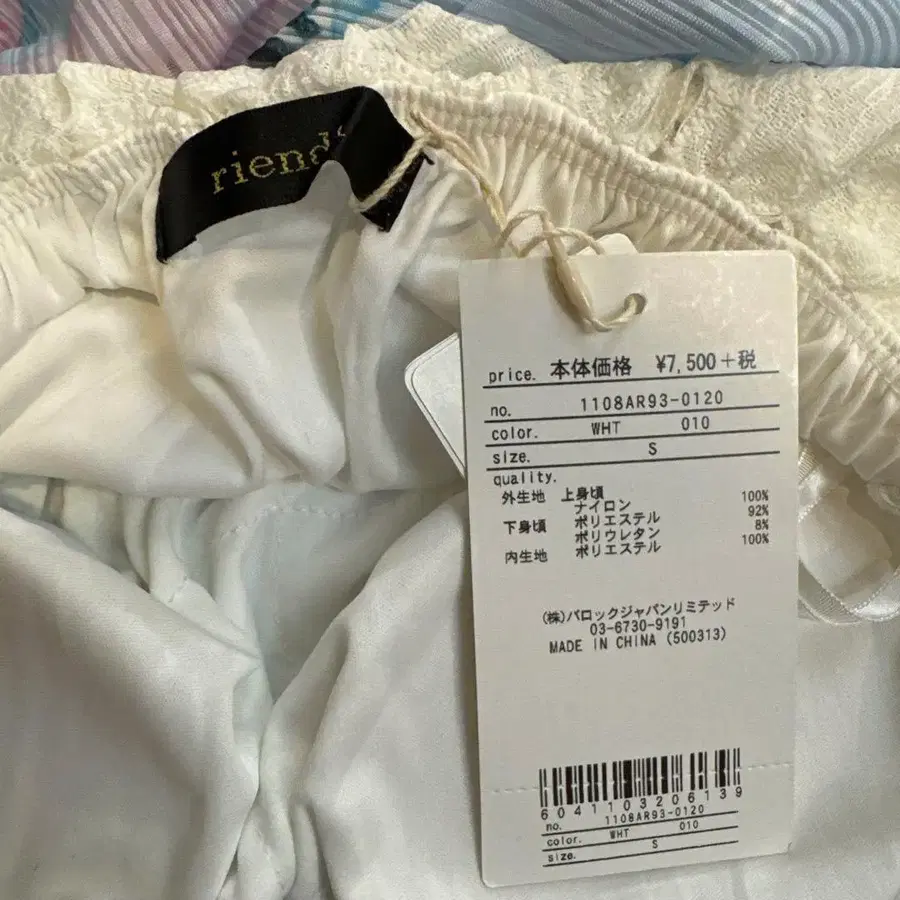 riend
price. 本体価格 ¥7,500+税
no. 1108AR93-0120
color. WHT 010
size. S
quality.
外生地 上身頃 100%
ナイロン 92%
下身頃 ポリエステル 8%
ポリウレタン 100%
内生地 ポリエステル
(株)バロックジャパンリミテッド
03-6730-9191
MADE IN CHINA (500313)
6041103206139
no. 1108AR93-0120
color. WHT 010
size. S